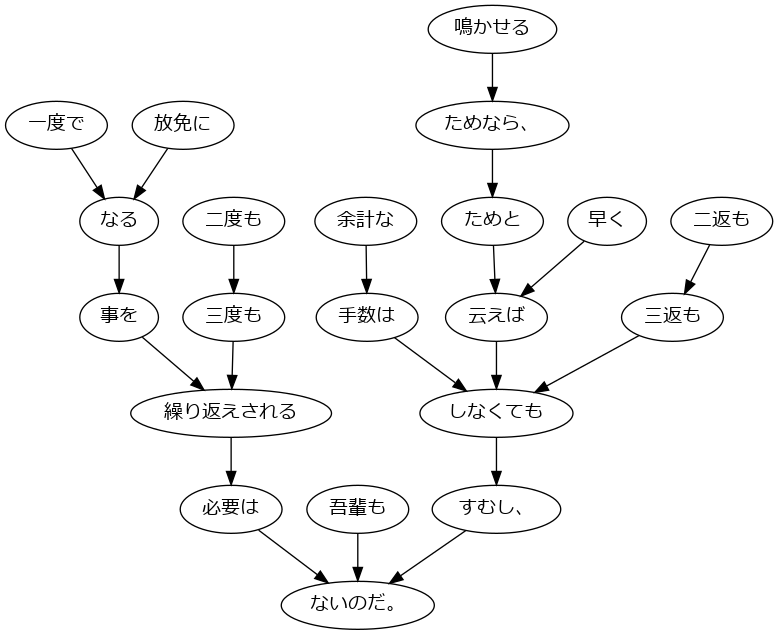 鳴かせる
一度で 放免に ためなら、
なる 二度も 余計な ためと 早く 二返も
事を 三度も 手数は 云えば 三返も
繰り返えされる しなくても
必要は 吾輩も すむし、
ないのだ。